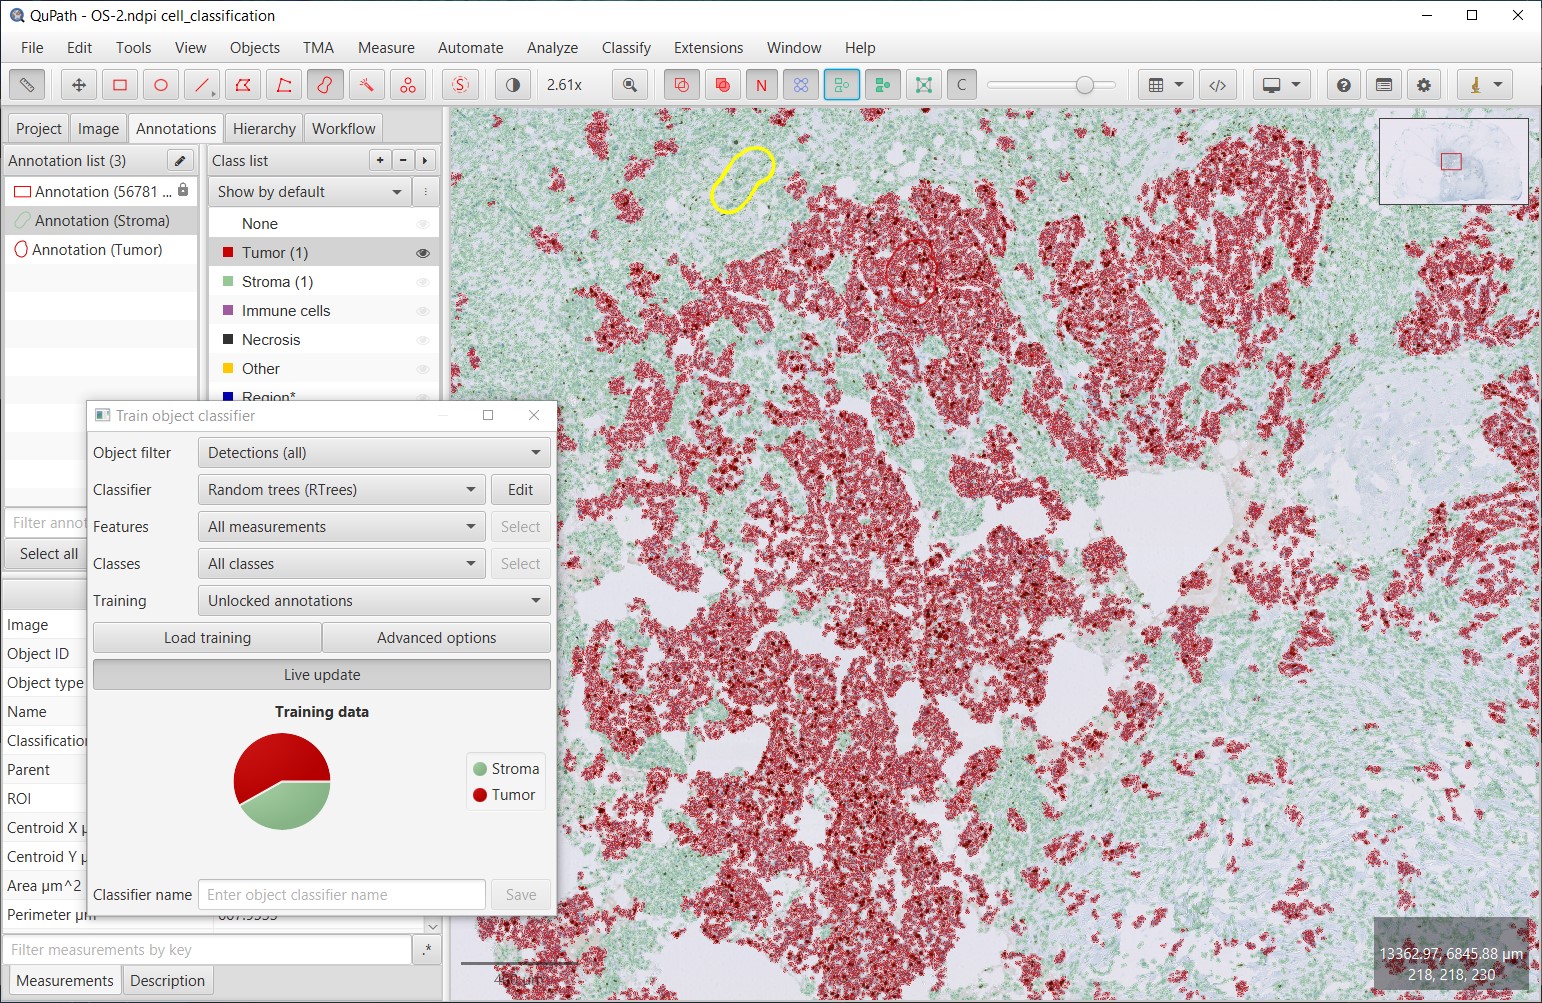 QuPath - OS-2.ndpi cell_classification
File Edit Tools View Objects TMA Measure Automate Analyze Classify Extensions Window Help
S 2.61x N C </> ?
Project Image Annotations Hierarchy Workflow
Annotation list (3)
Annotation (56781 ...
Annotation (Stroma)
Annotation (Tumor)
Class list + -
Show by default
None
Tumor (1)
Stroma (1)
Immune cells
Necrosis
Other
Region*
Filter annot
Select all
Train object classifier
Object filter Detections (all)
Classifier Random trees (RTrees) Edit
Features All measurements Select
Classes All classes Select
Training Unlocked annotations
Load training Advanced options
Live update
Training data
Stroma
Tumor
Classifier name Enter object classifier name Save
Image
Object ID
Object type
Name
Classification
Parent
ROI
Centroid X µ
Centroid Y µ
Area µm^2
Perimeter µm
Filter measurements by key .*
Measurements Description
13362.97, 6845.88 µm
218, 218, 230